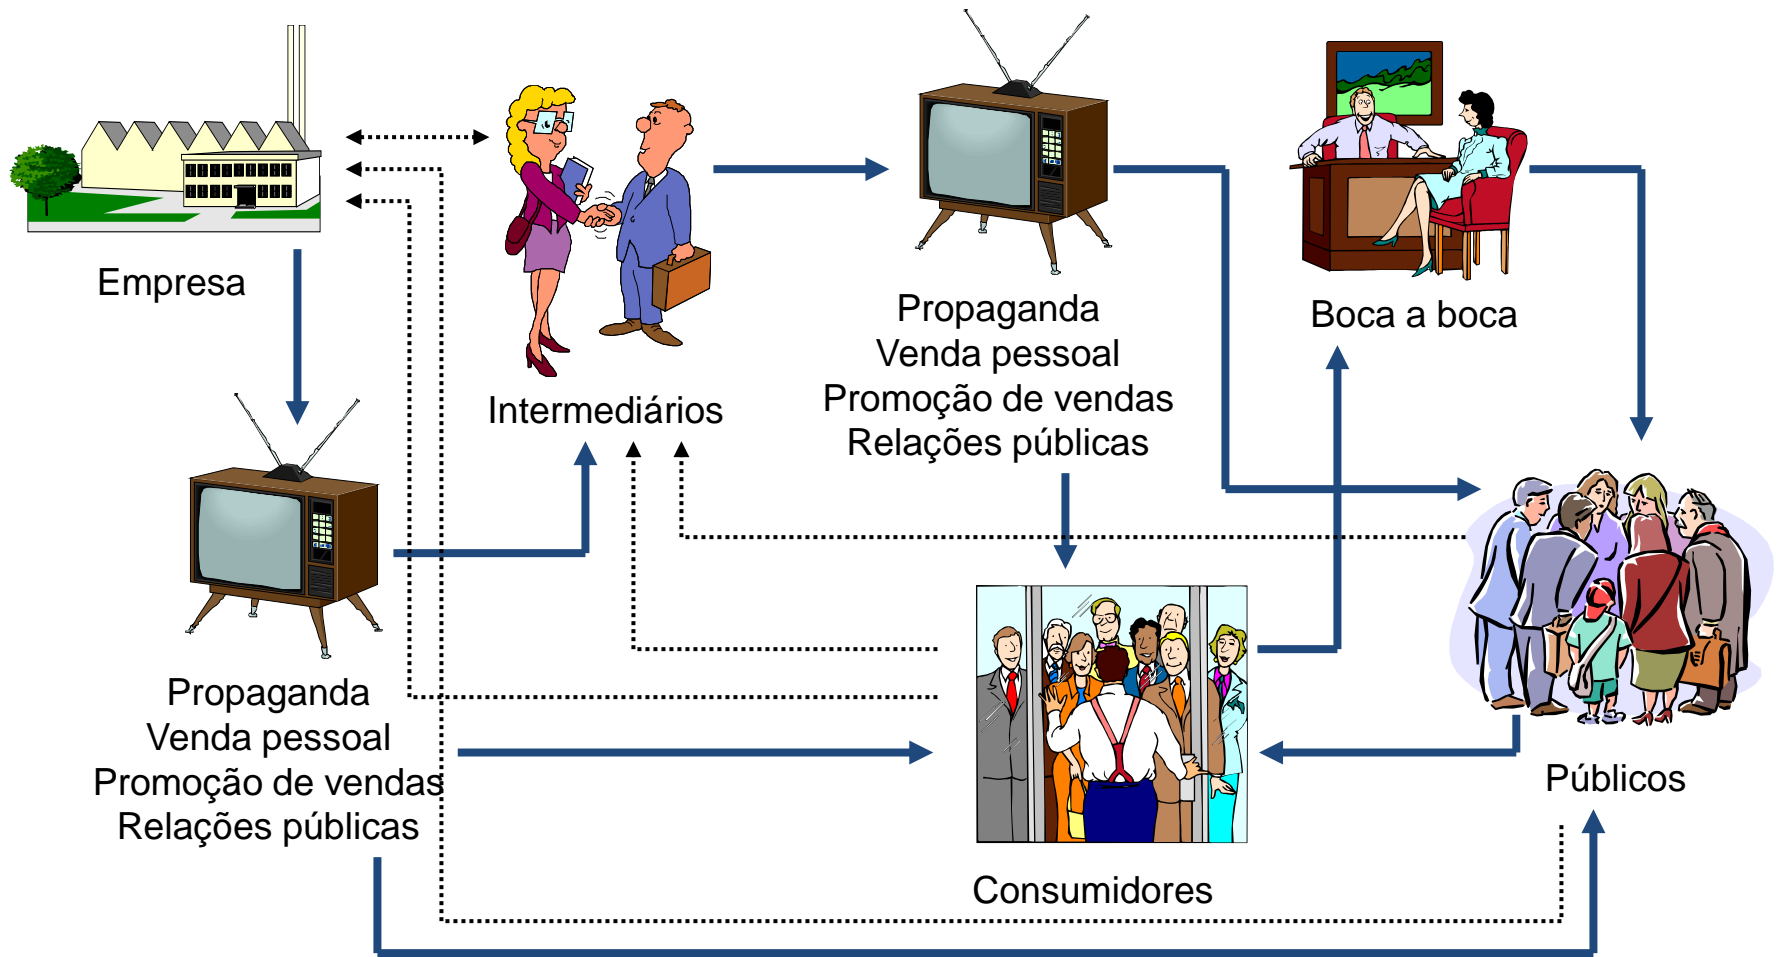 Empresa
Intermediários
Propaganda
Venda pessoal
Promoção de vendas
Relações públicas
Boca a boca
Propaganda
Venda pessoal
Promoção de vendas
Relações públicas
Consumidores
Públicos